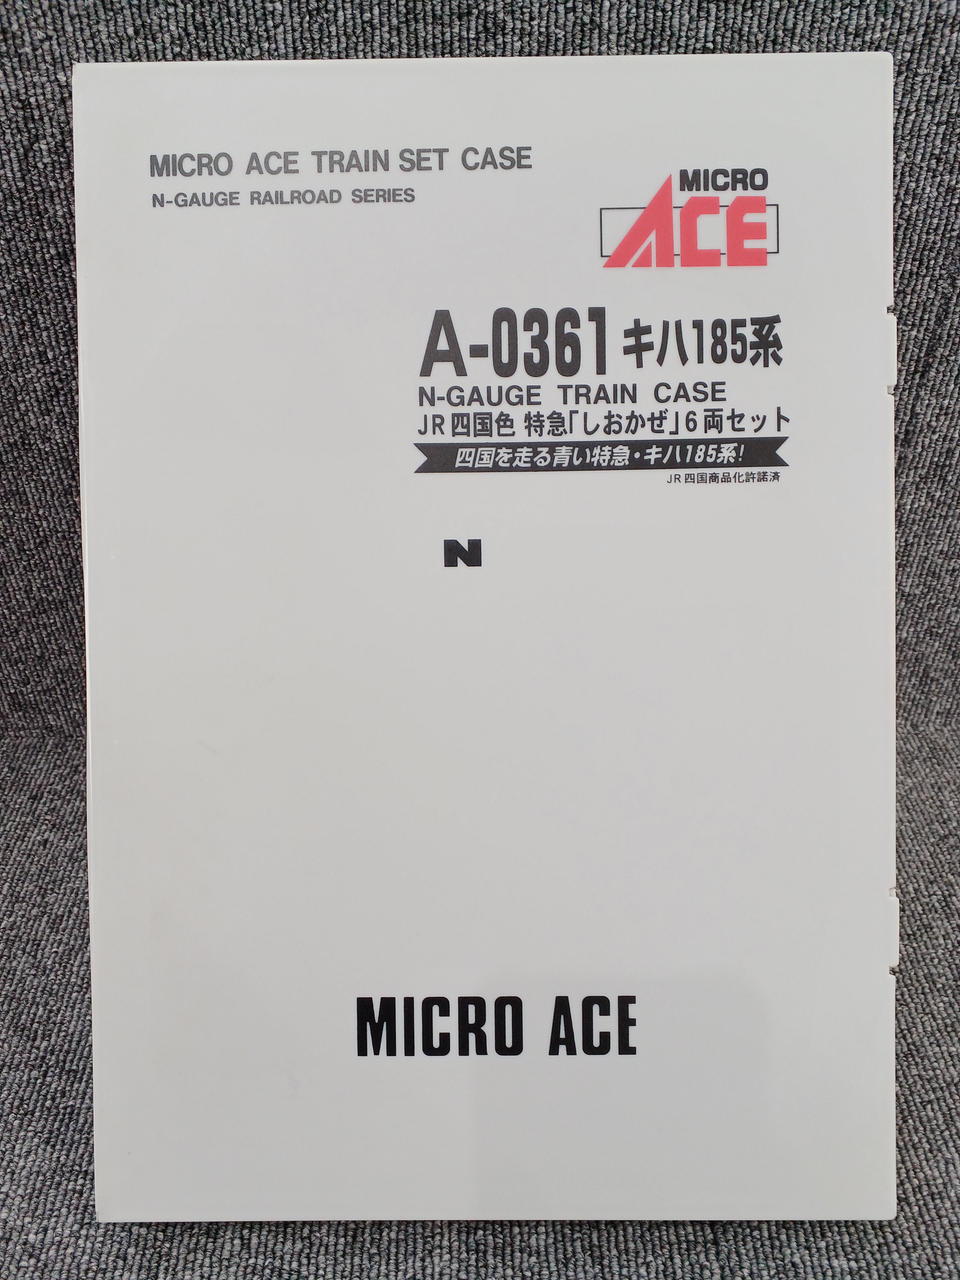 MICRO ACE TRAIN SET CASE
N-GAUGE RAILROAD SERIES
MICRO
ACE
A-0361 キハ185系
N-GAUGE TRAIN CASE
JR四国色 特急「しおかぜ」6両セット
四国を走る青い特急・キハ185系!
JR四国商品化許諾済
N
MICRO ACE